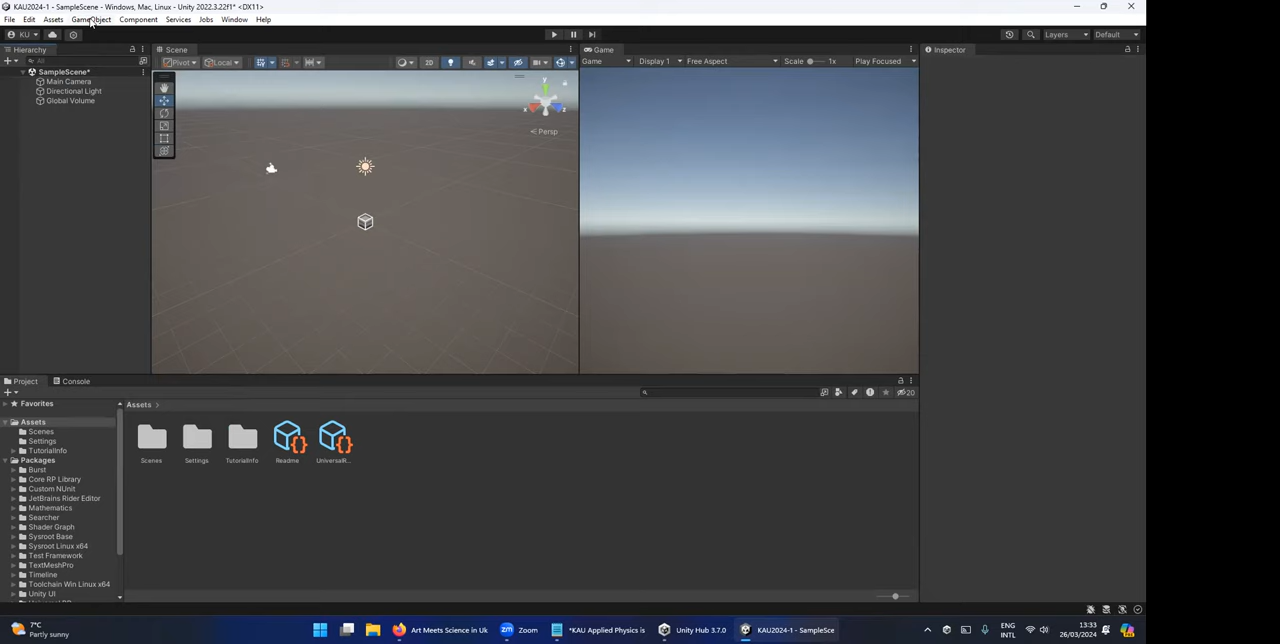 KAU2024-1 - SampleScene - Windows, Mac, Linux - Unity 2022.3.22f1* <DX11>
File Edit Assets GameObject Component Services Jobs Window Help
KU Layers Default
Hierarchy Scene Game Inspector
All Pivot Local 2D Game Display 1 Free Aspect Scale 1x Play Focused
SampleScene*
Main Camera
Directional Light
Global Volume
y
x z
Persp
Project Console
20
Favorites
Assets
Assets
Scenes
Settings
TutorialInfo
Packages
Burst
Core RP Library
Custom NUnit
JetBrains Rider Editor
Mathematics
Searcher
Shader Graph
Sysroot Base
Sysroot Linux x64
Test Framework
TextMeshPro
Timeline
Toolchain Win Linux x64
Unity UI
Scenes Settings TutorialInfo Readme UniversalR...
7°C
Partly sunny
Art Meets Science in Uk
Zoom
*KAU Applied Physics is
Unity Hub 3.7.0
KAU2024-1 - SampleSce
ENG
INTL
13:33
26/03/2024